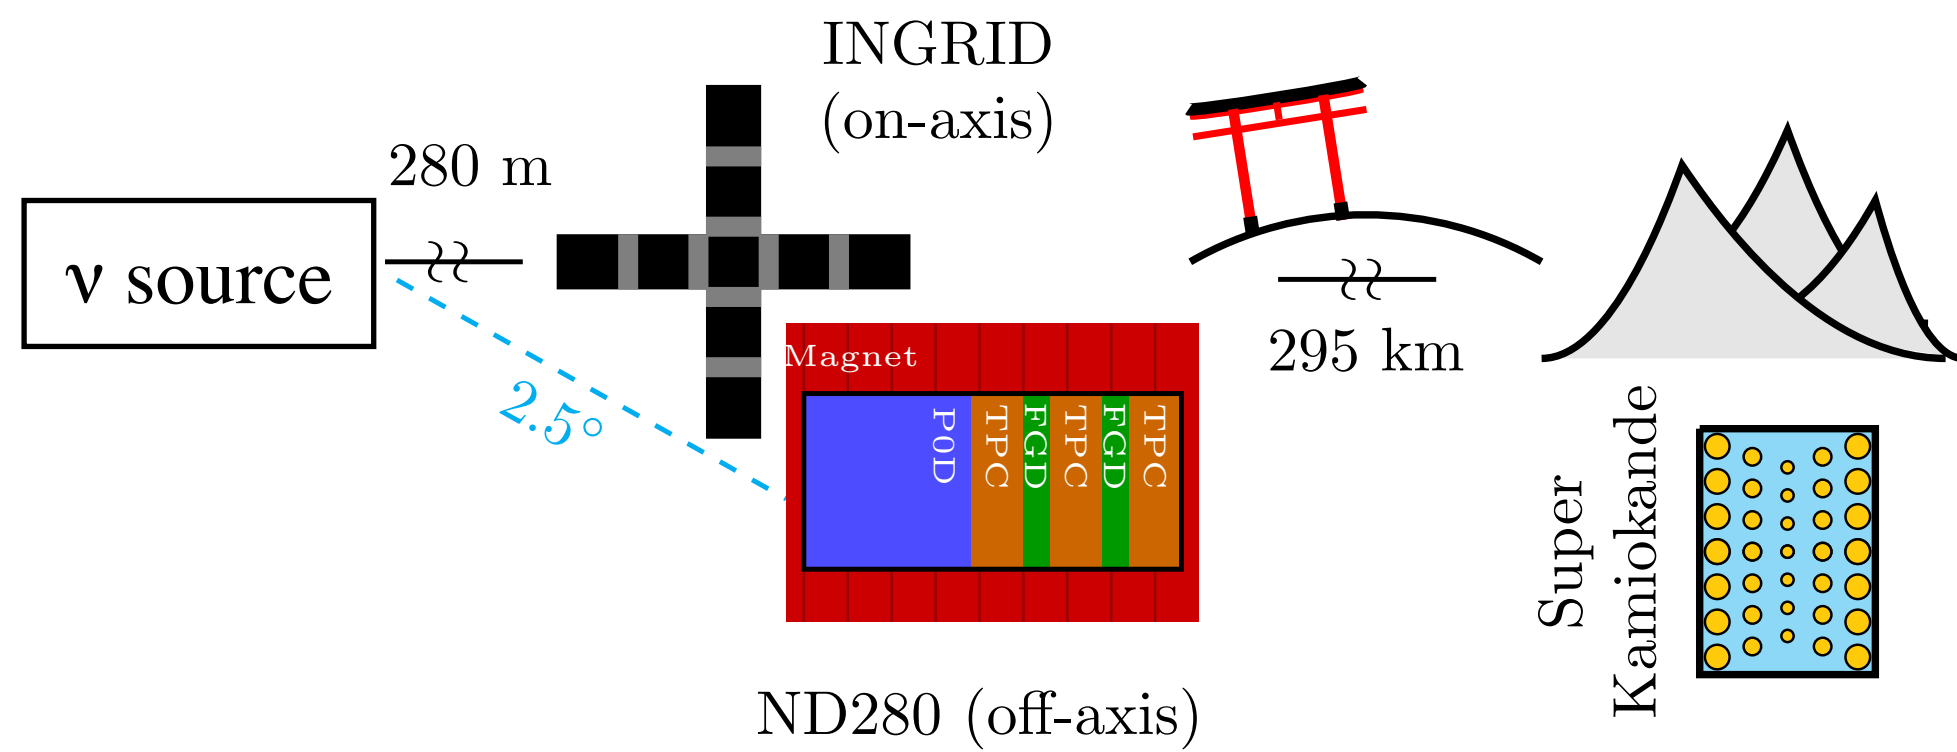 INGRID
(on-axis)
280 m
ν source
2.5°
Magnet
P0D
TPC
FGD
TPC
FGD
TPC
295 km
Super
Kamiokande
ND280 (off-axis)